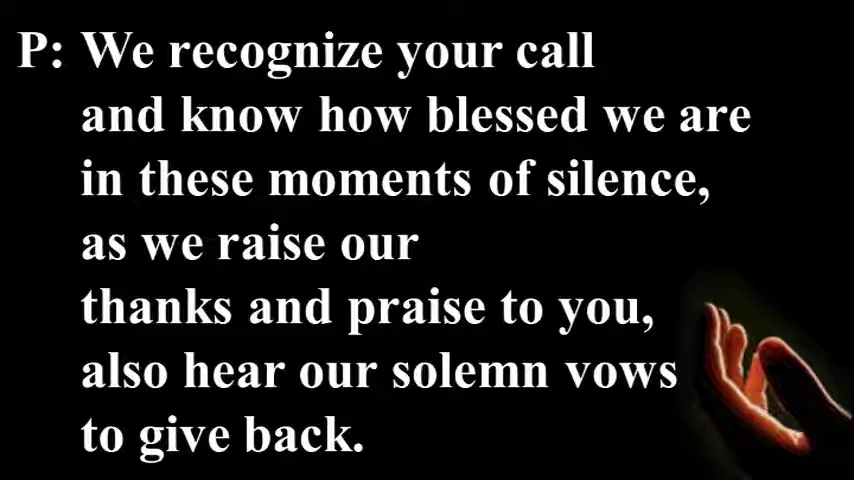 P: We recognize your call
and know how blessed we are
in these moments of silence,
as we raise our
thanks and praise to you,
also hear our solemn vows
to give back.